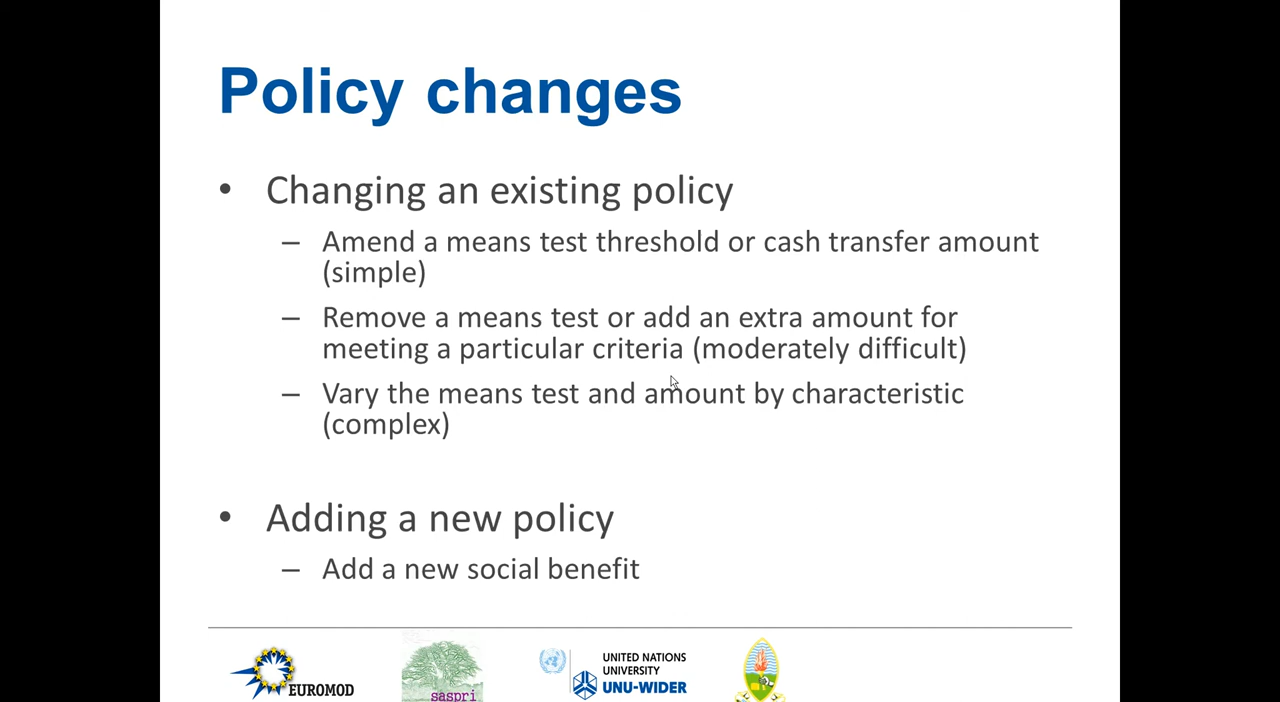 Policy changes
• Changing an existing policy
– Amend a means test threshold or cash transfer amount
(simple)
– Remove a means test or add an extra amount for
meeting a particular criteria (moderately difficult)
– Vary the means test and amount by characteristic
(complex)
• Adding a new policy
– Add a new social benefit
EUROMOD
saspri
UNITED NATIONS
UNIVERSITY
UNU-WIDER